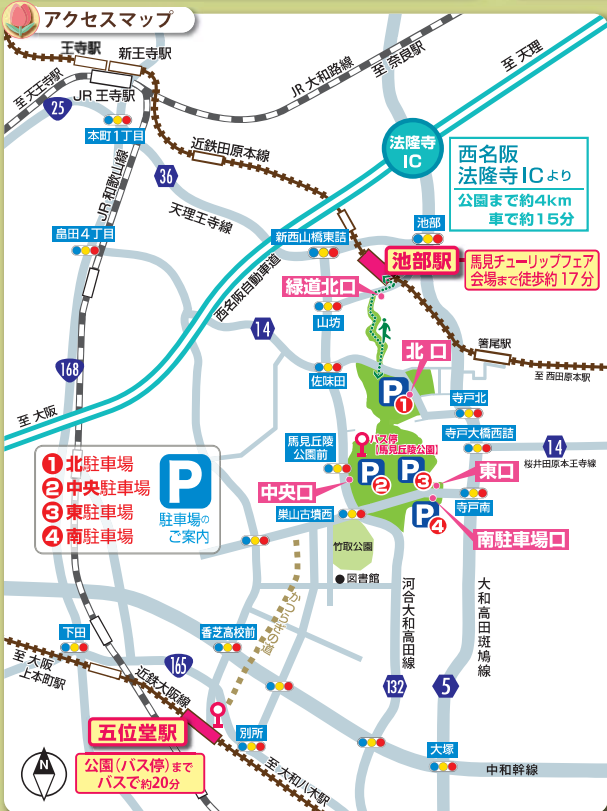 アクセスマップ
王寺駅
新王寺駅
至 天王寺駅
JR 王寺駅
JR 大和路線
至 奈良駅
至 天理
25
本町1丁目
近鉄田原本線
法隆寺
IC
西名阪
法隆寺ICより
公園まで約4km
車で約15分
36
JR 和歌山線
天理王寺線
畠田4丁目
新西山橋東詰
池部
池部駅
馬見チューリップフェア
会場まで徒歩約17分
西名阪自動車道
緑道北口
山坊
14
北口
箸尾駅
至 西田原本駅
168
佐味田
P
1
寺戸北
至 大阪
馬見丘陵
公園前
バス停
【馬見丘陵公園】
寺戸大橋西詰
14
桜井田原本王寺線
1 北駐車場
2 中央駐車場
3 東駐車場
4 南駐車場
P
駐車場の
ご案内
P
2
P
3
東口
中央口
巣山古墳西
P
4
寺戸南
南駐車場口
竹取公園
図書館
かつらぎの道
河合大和高田線
大和高田斑鳩線
下田
香芝高校前
至 大阪
上本町駅
近鉄大阪線
165
132
5
五位堂駅
別所
大塚
公園(バス停)まで
バスで約20分
至 大和八木駅
中和幹線
N